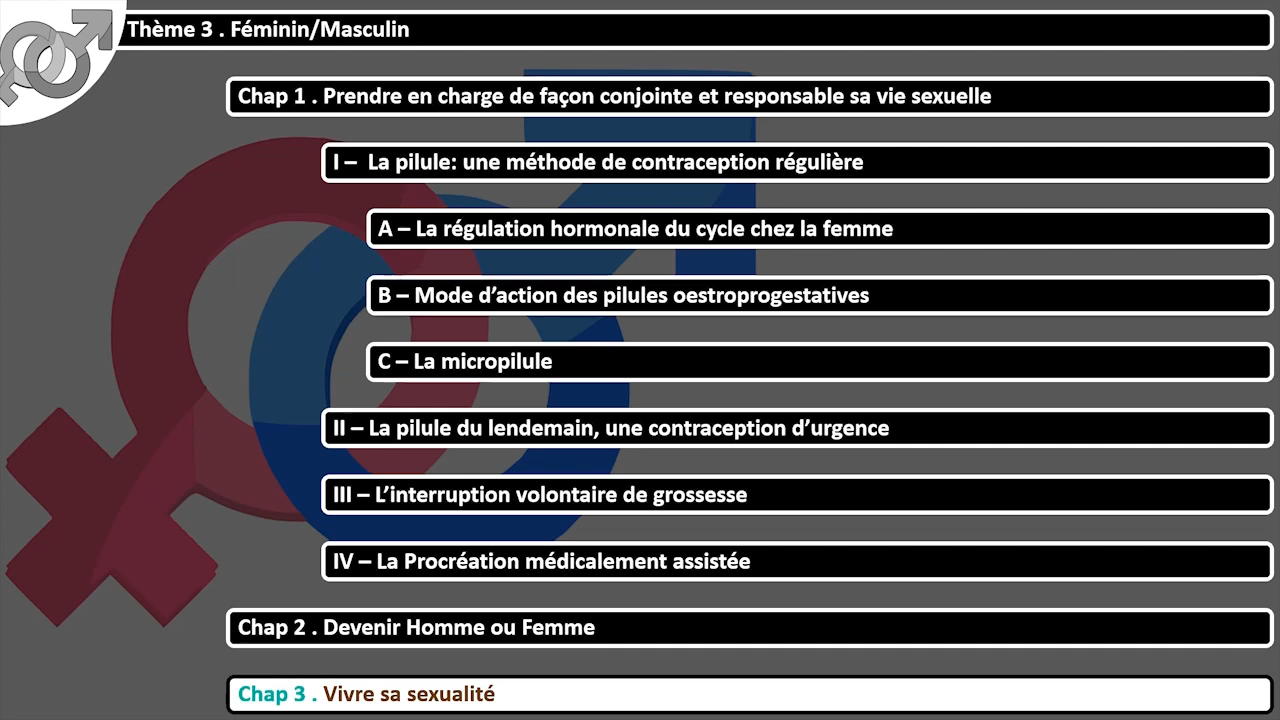 Thème 3 . Féminin/Masculin
Chap 1 . Prendre en charge de façon conjointe et responsable sa vie sexuelle
I – La pilule: une méthode de contraception régulière
A – La régulation hormonale du cycle chez la femme
B – Mode d’action des pilules oestroprogestatives
C – La micropilule
II – La pilule du lendemain, une contraception d’urgence
III – L’interruption volontaire de grossesse
IV – La Procréation médicalement assistée
Chap 2 . Devenir Homme ou Femme
Chap 3 . Vivre sa sexualité